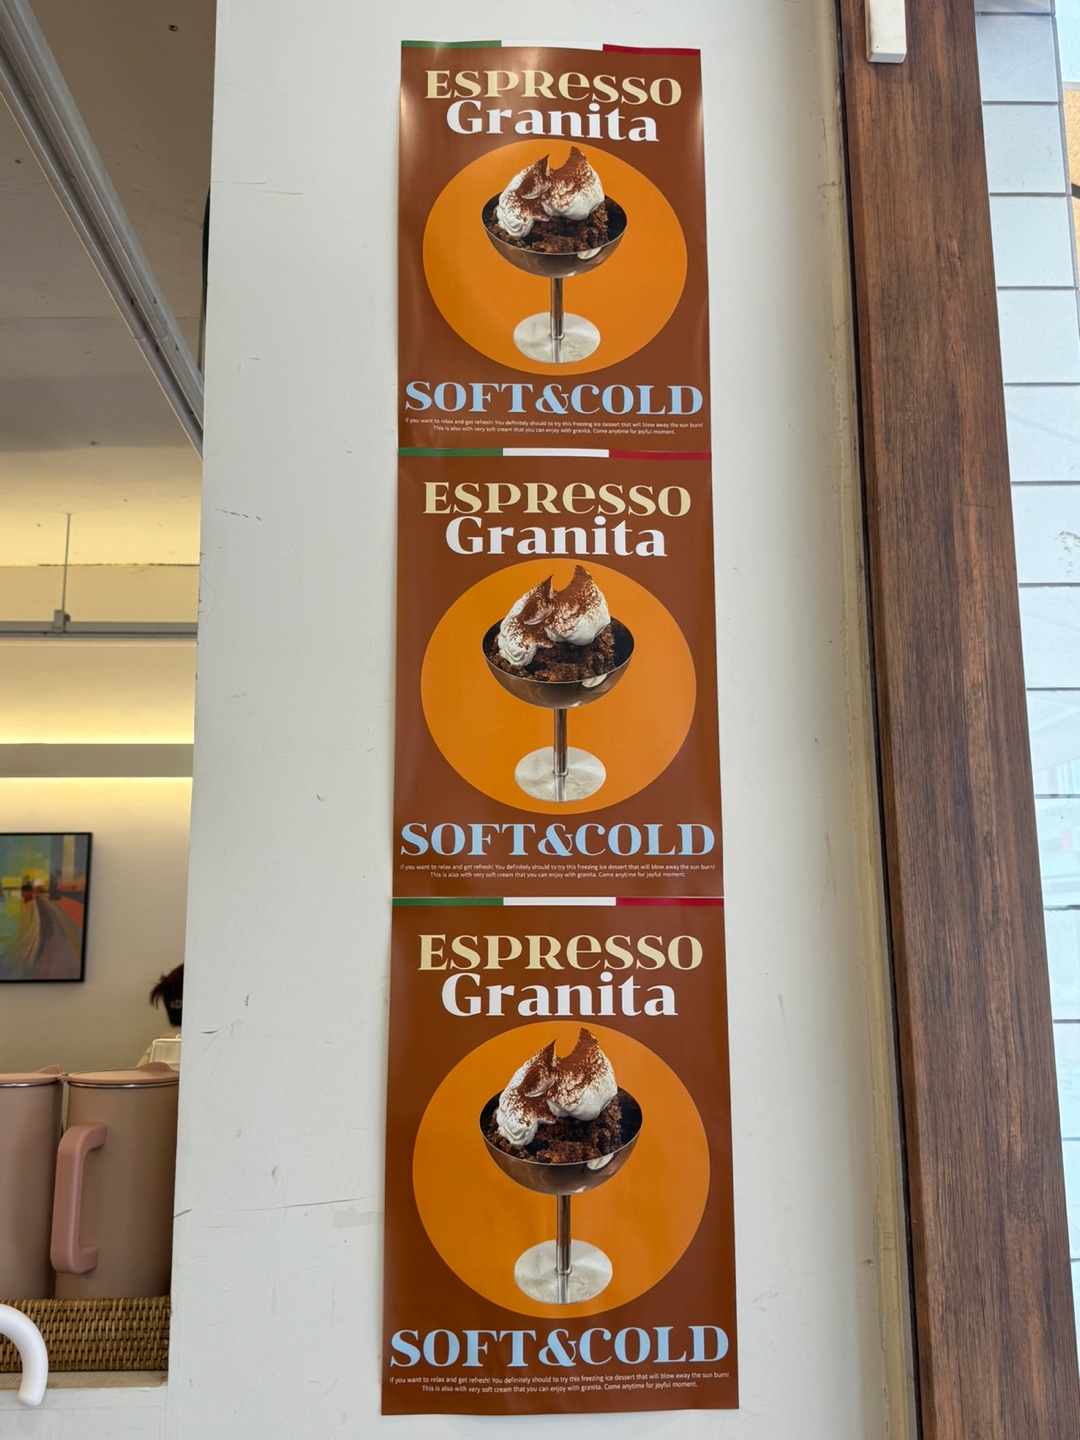 ESPRESSO
Granita
SOFT&COLD
If you want to relax and get refresh! You definitely should to try this freezing ice dessert that will blow away the sun burn!
This is also with very soft cream that you can enjoy with granita. Come anytime for joyful moment.
ESPRESSO
Granita
SOFT&COLD
If you want to relax and get refresh! You definitely should to try this freezing ice dessert that will blow away the sun burn!
This is also with very soft cream that you can enjoy with granita. Come anytime for joyful moment.
ESPRESSO
Granita
SOFT&COLD
If you want to relax and get refresh! You definitely should to try this freezing ice dessert that will blow away the sun burn!
This is also with very soft cream that you can enjoy with granita. Come anytime for joyful moment.